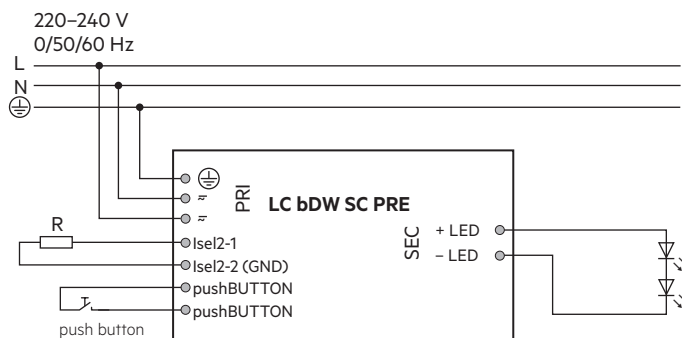 220–240 V
0/50/60 Hz
L
N
PRI
LC bDW SC PRE
R
Isel2-1
Isel2-2 (GND)
pushBUTTON
pushBUTTON
push button
SEC
+ LED
– LED